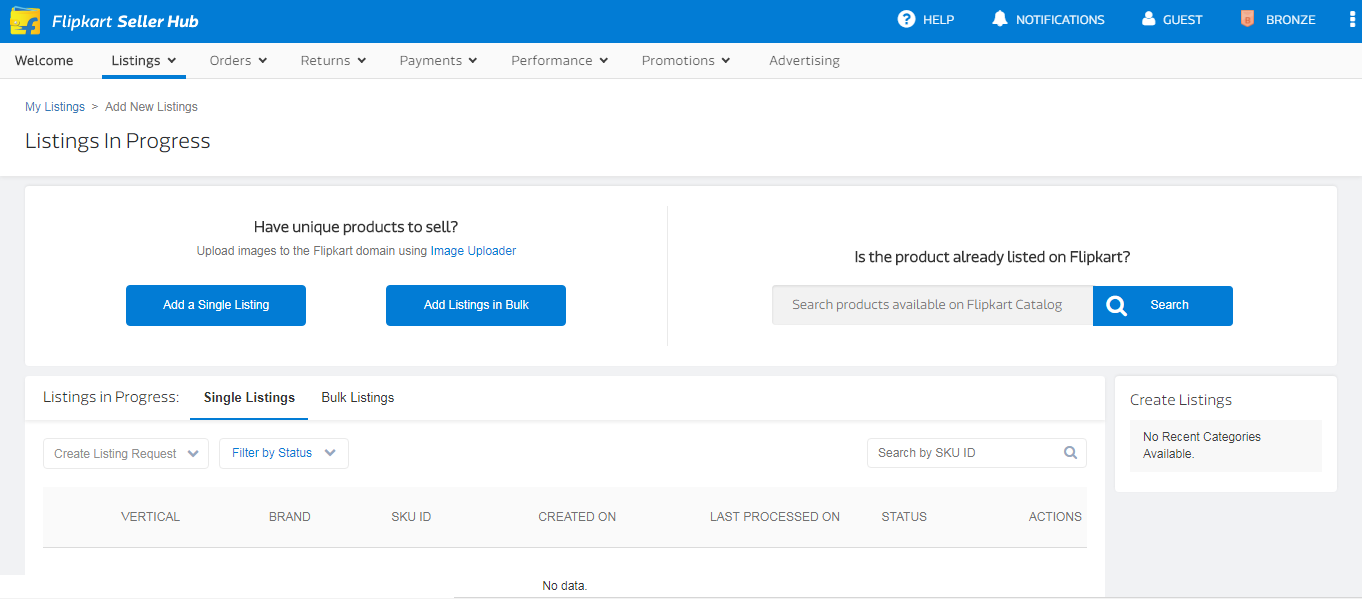 Flipkart Seller Hub
HELP
NOTIFICATIONS
GUEST
BRONZE
Welcome
Listings
Orders
Returns
Payments
Performance
Promotions
Advertising
My Listings > Add New Listings
Listings In Progress
Have unique products to sell?
Upload images to the Flipkart domain using Image Uploader
Add a Single Listing
Add Listings in Bulk
Is the product already listed on Flipkart?
Search products available on Flipkart Catalog
Search
Listings in Progress:
Single Listings
Bulk Listings
Create Listing Request
Filter by Status
Search by SKU ID
VERTICAL
BRAND
SKU ID
CREATED ON
LAST PROCESSED ON
STATUS
ACTIONS
No data.
Create Listings
No Recent Categories
Available.